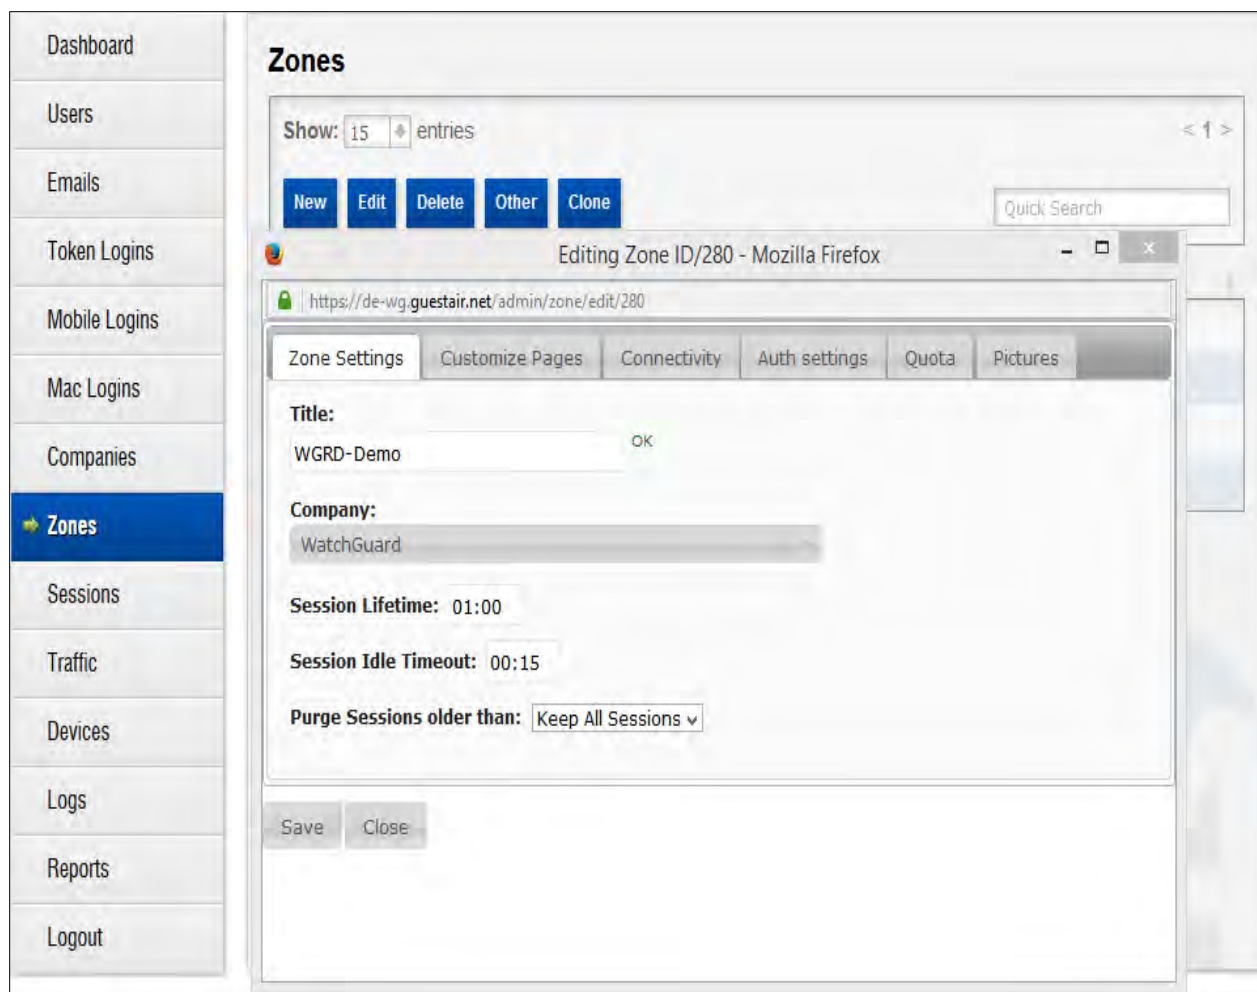 Dashboard
Users
Emails
Token Logins
Mobile Logins
Mac Logins
Companies
Zones
Sessions
Traffic
Devices
Logs
Reports
Logout
Zones
Show: 15 entries
< 1 >
New Edit Delete Other Clone
Quick Search
Editing Zone ID/280 - Mozilla Firefox
https://de-wg.guestair.net/admin/zone/edit/280
Zone Settings Customize Pages Connectivity Auth settings Quota Pictures
Title:
WGRD-Demo OK
Company:
WatchGuard
Session Lifetime: 01:00
Session Idle Timeout: 00:15
Purge Sessions older than: Keep All Sessions
Save Close